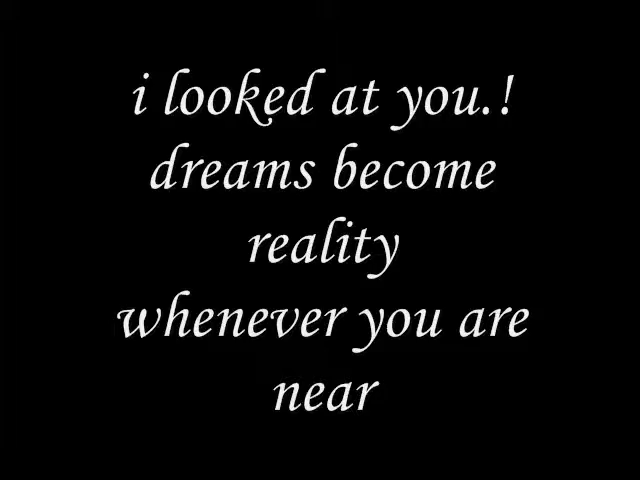 i looked at you.!
dreams become
reality
whenever you are
near